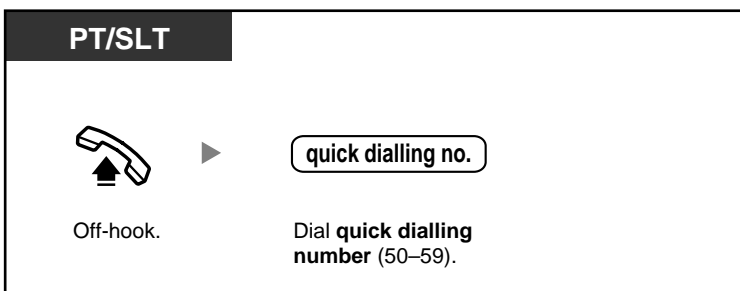 PT/SLT
quick dialling no.
Off-hook.
Dial quick dialling
number (50–59).